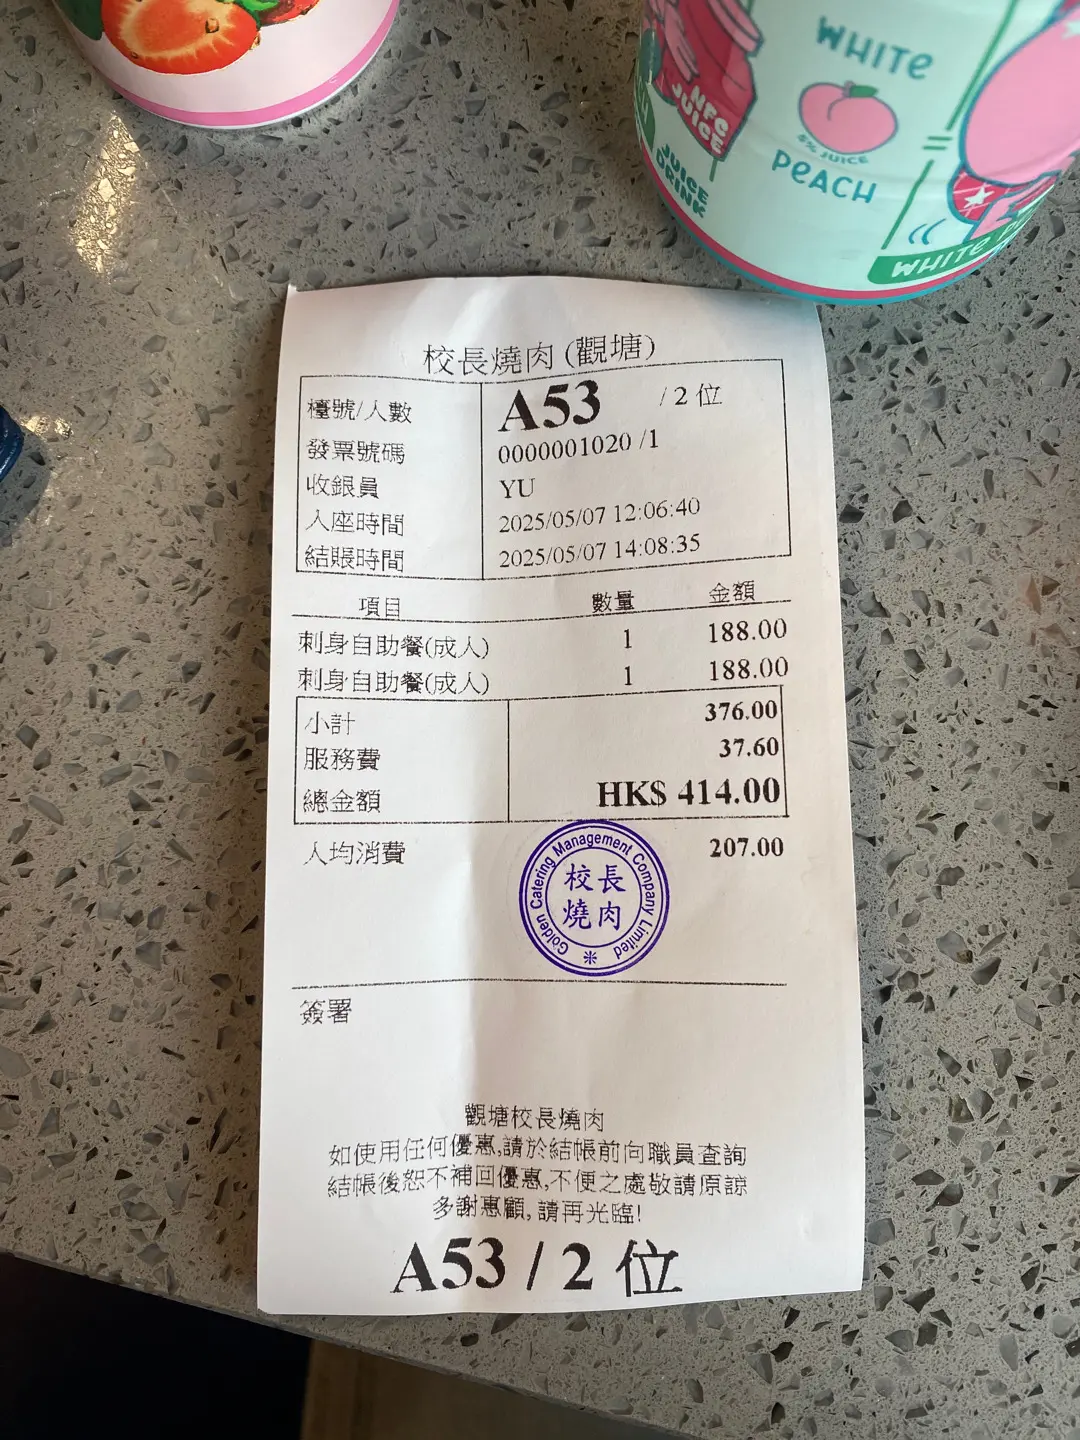 WHITE
NFC
JUICE
5% JUICE
PEACH
JUICE
DRINK
WHITE
校長燒肉 (觀塘)
檯號/人數 A53 / 2 位
發票號碼 0000001020 /1
收銀員 YU
入座時間 2025/05/07 12:06:40
結賬時間 2025/05/07 14:08:35
項目 數量 金額
刺身自助餐(成人) 1 188.00
刺身自助餐(成人) 1 188.00
小計 376.00
服務費 37.60
總金額 HK$ 414.00
人均消費 207.00
Golden Catering Management Company Limited
校長
燒肉
簽署
觀塘校長燒肉
如使用任何優惠,請於結帳前向職員查詢
結帳後恕不補回優惠,不便之處敬請原諒
多謝惠顧, 請再光臨!
A53 / 2 位